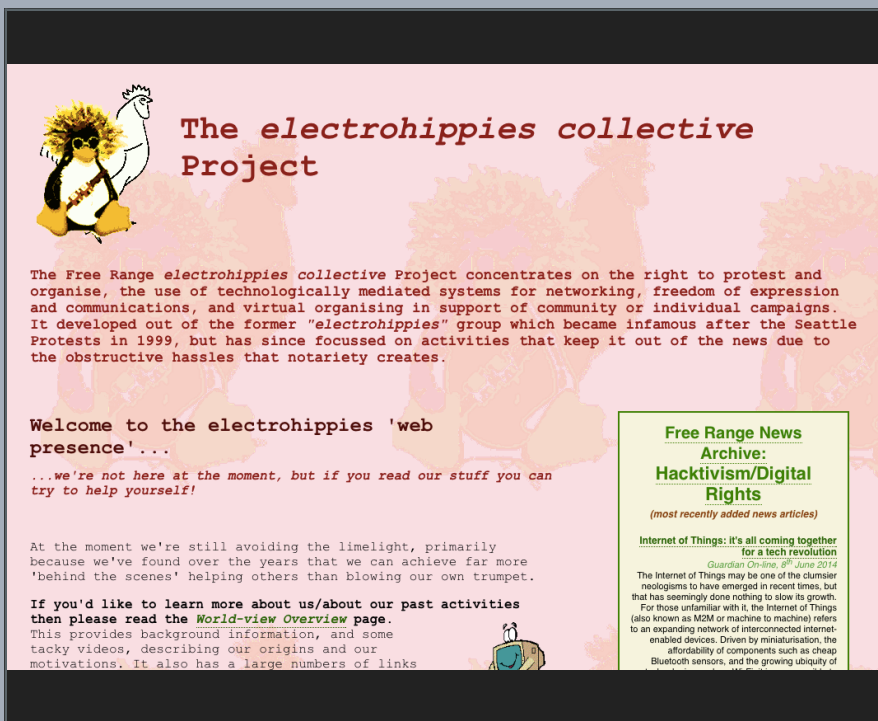 The electrohippies collective
Project
The Free Range electrohippies collective Project concentrates on the right to protest and
organise, the use of technologically mediated systems for networking, freedom of expression
and communications, and virtual organising in support of community or individual campaigns.
It developed out of the former "electrohippies" group which became infamous after the Seattle
Protests in 1999, but has since focussed on activities that keep it out of the news due to
the obstructive hassles that notariety creates.
Welcome to the electrohippies 'web
presence'...
...we're not here at the moment, but if you read our stuff you can
try to help yourself!
At the moment we're still avoiding the limelight, primarily
because we've found over the years that we can achieve far more
'behind the scenes' helping others than blowing our own trumpet.
If you'd like to learn more about us/about our past activities
then please read the World-view Overview page.
This provides background information, and some
tacky videos, describing our origins and our
motivations. It also has a large numbers of links
Free Range News
Archive:
Hacktivism/Digital
Rights
(most recently added news articles)
Internet of Things: it's all coming together
for a tech revolution
Guardian On-line, 8th June 2014
The Internet of Things may be one of the clumsier
neologisms to have emerged in recent times, but
that has seemingly done nothing to slow its growth.
For those unfamiliar with it, the Internet of Things
(also known as M2M or machine to machine) refers
to an expanding network of interconnected internet-
enabled devices. Driven by miniaturisation, the
affordability of components such as cheap
Bluetooth sensors, and the growing ubiquity of